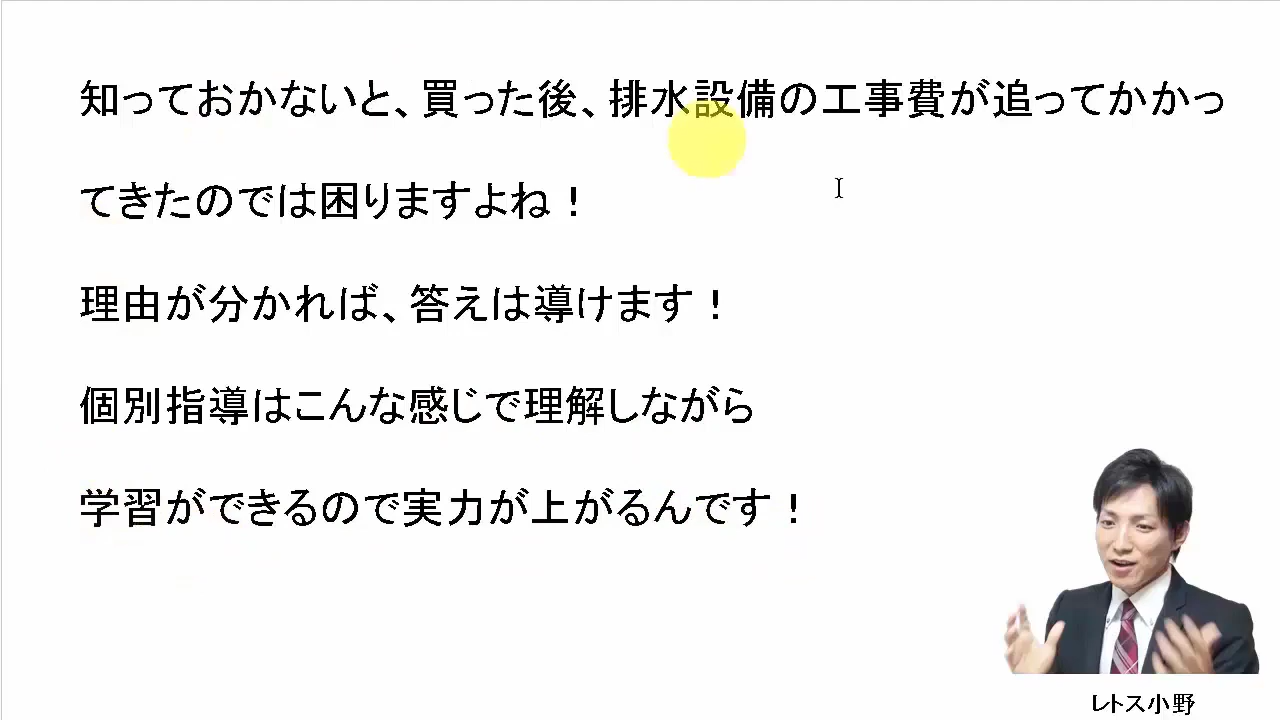 知っておかないと、買った後、排水設備の工事費が追ってかかっ
てきたのでは困りますよね！
理由が分かれば、答えは導けます！
個別指導はこんな感じで理解しながら
学習ができるので実力が上がるんです！
レトス小野